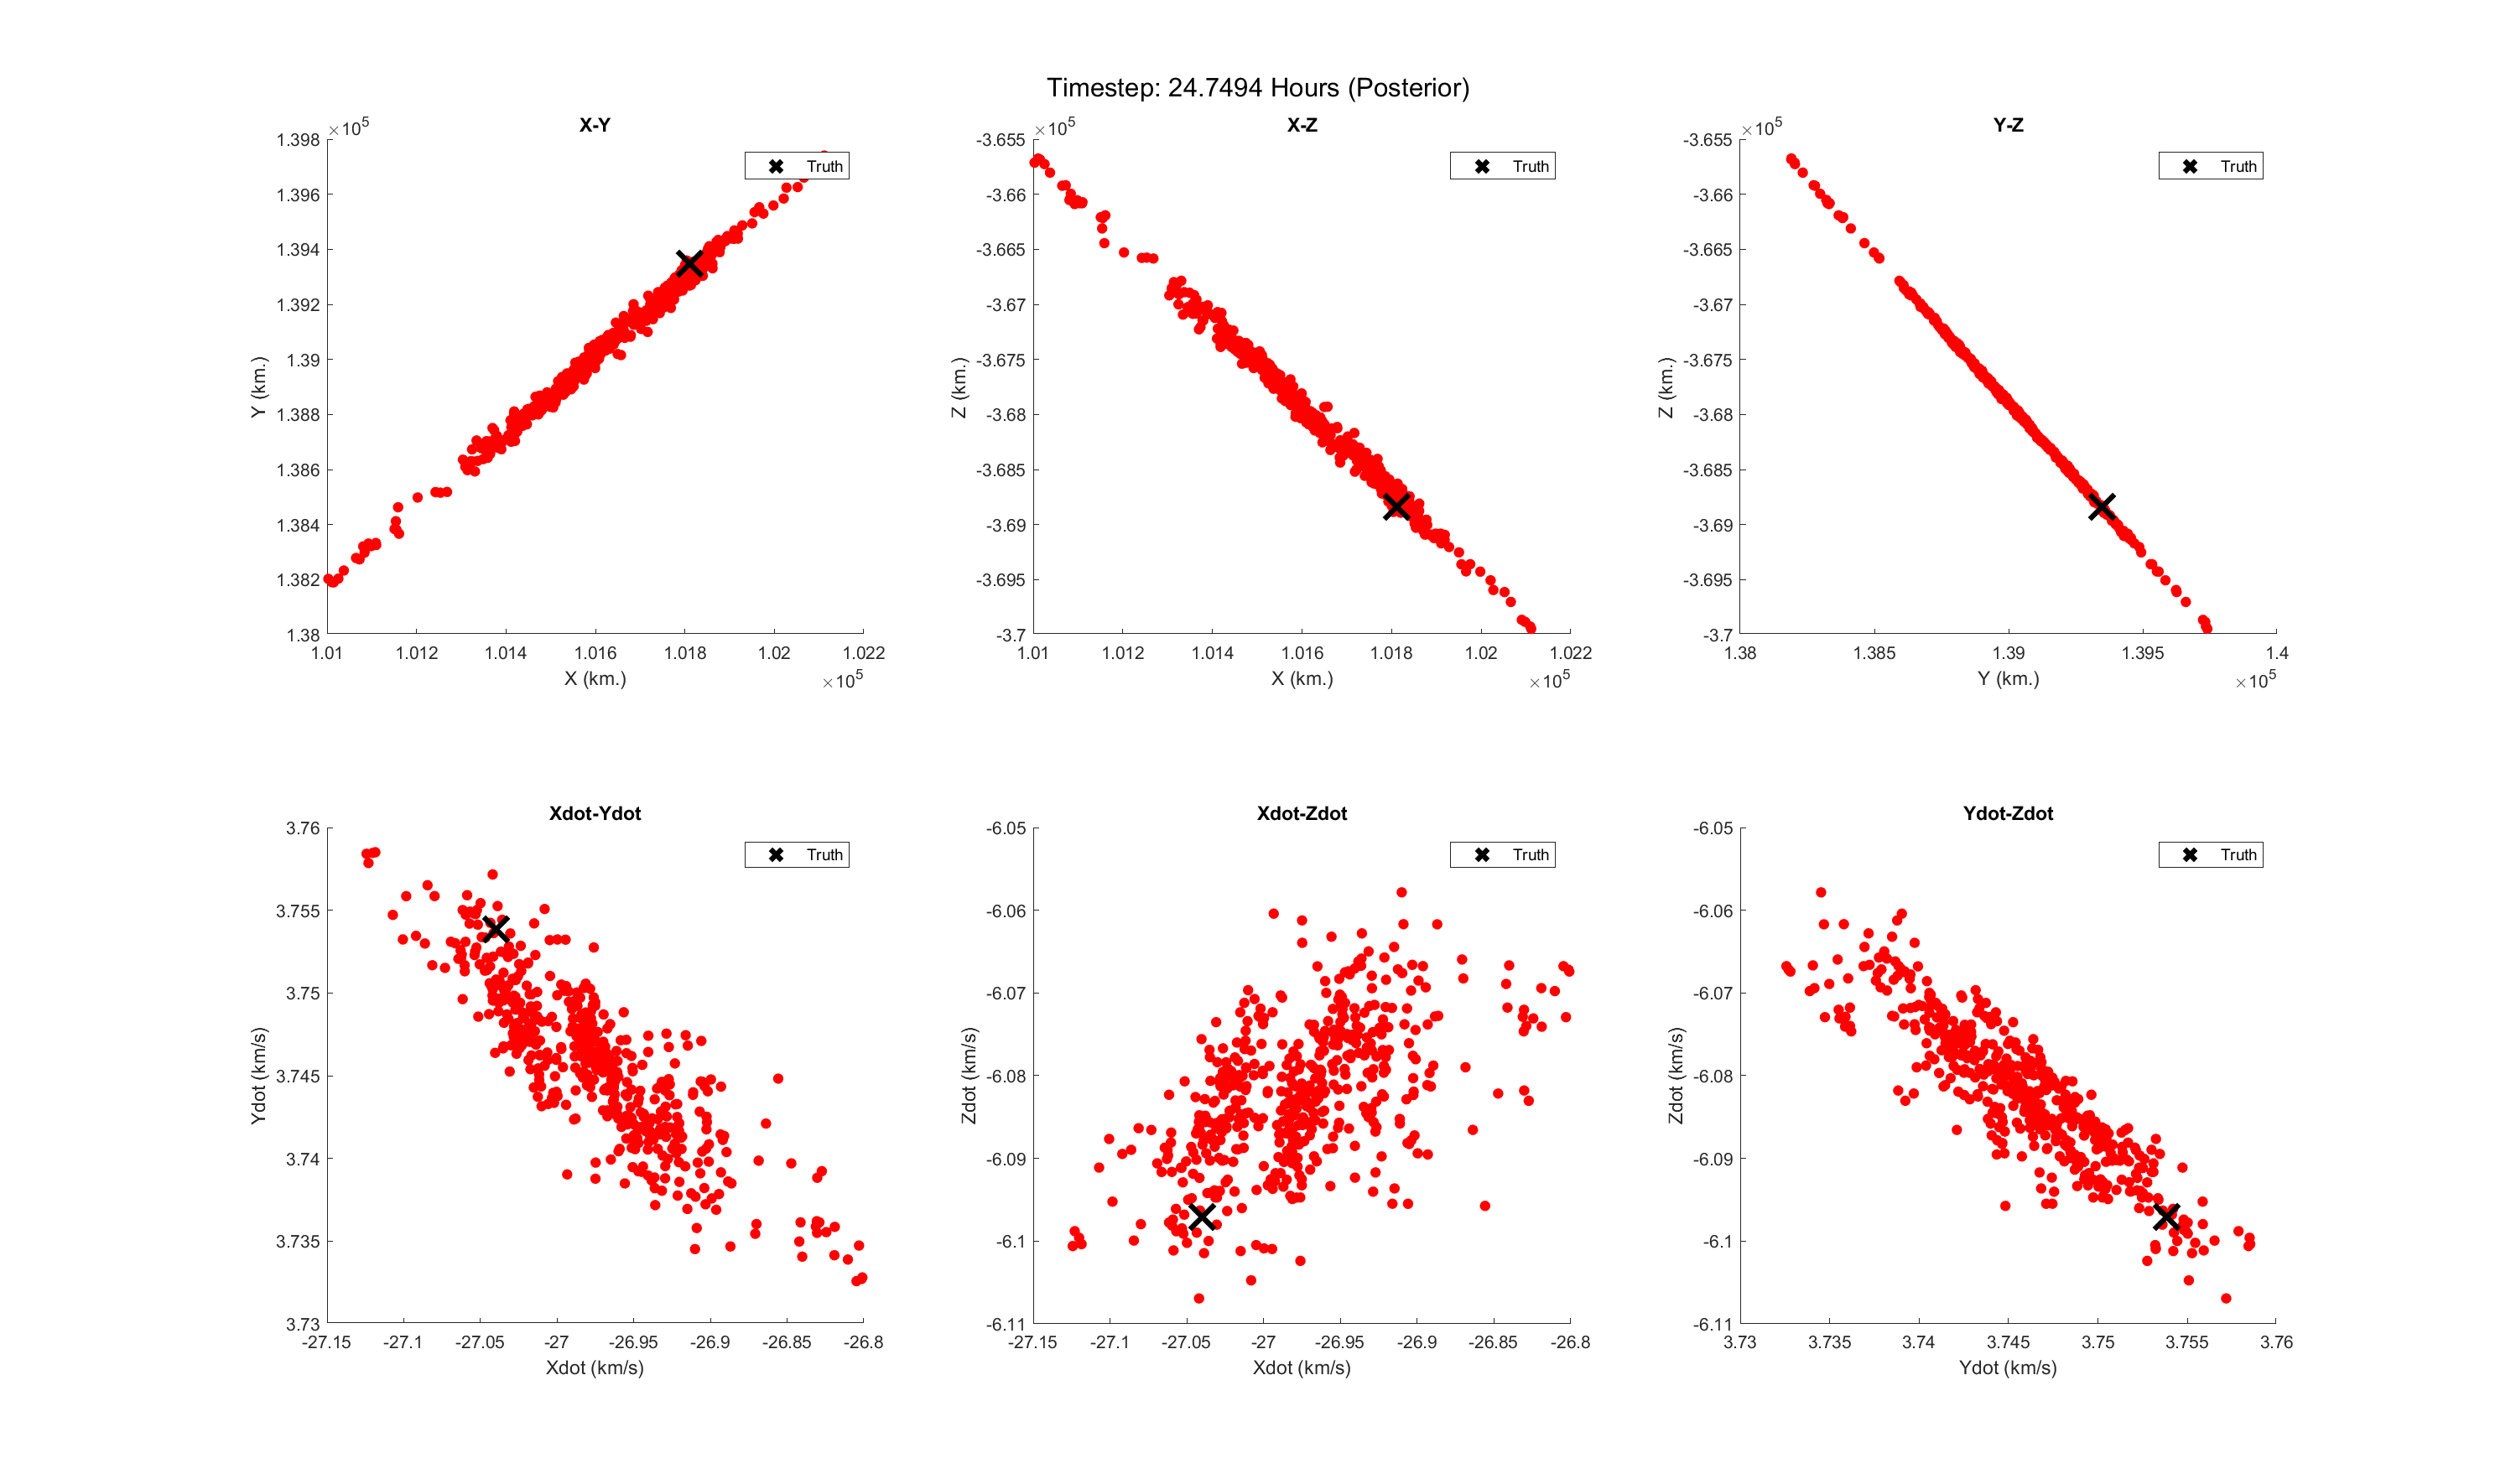 Timestep: 24.7494 Hours (Posterior)
X-Y
×10^5
Truth
1.398
1.396
1.394
1.392
1.39
1.388
1.386
1.384
1.382
1.38
Y (km.)
1.01 1.012 1.014 1.016 1.018 1.02 1.022
X (km.)
×10^5
X-Z
×10^5
Truth
-3.655
-3.66
-3.665
-3.67
-3.675
-3.68
-3.685
-3.69
-3.695
-3.7
Z (km.)
1.01 1.012 1.014 1.016 1.018 1.02 1.022
X (km.)
×10^5
Y-Z
×10^5
Truth
-3.655
-3.66
-3.665
-3.67
-3.675
-3.68
-3.685
-3.69
-3.695
-3.7
Z (km.)
1.38 1.385 1.39 1.395 1.4
Y (km.)
×10^5
Xdot-Ydot
Truth
3.76
3.755
3.75
3.745
3.74
3.735
3.73
Ydot (km/s)
-27.15 -27.1 -27.05 -27 -26.95 -26.9 -26.85 -26.8
Xdot (km/s)
Xdot-Zdot
Truth
-6.05
-6.06
-6.07
-6.08
-6.09
-6.1
-6.11
Zdot (km/s)
-27.15 -27.1 -27.05 -27 -26.95 -26.9 -26.85 -26.8
Xdot (km/s)
Ydot-Zdot
Truth
-6.05
-6.06
-6.07
-6.08
-6.09
-6.1
-6.11
Zdot (km/s)
3.73 3.735 3.74 3.745 3.75 3.755 3.76
Ydot (km/s)